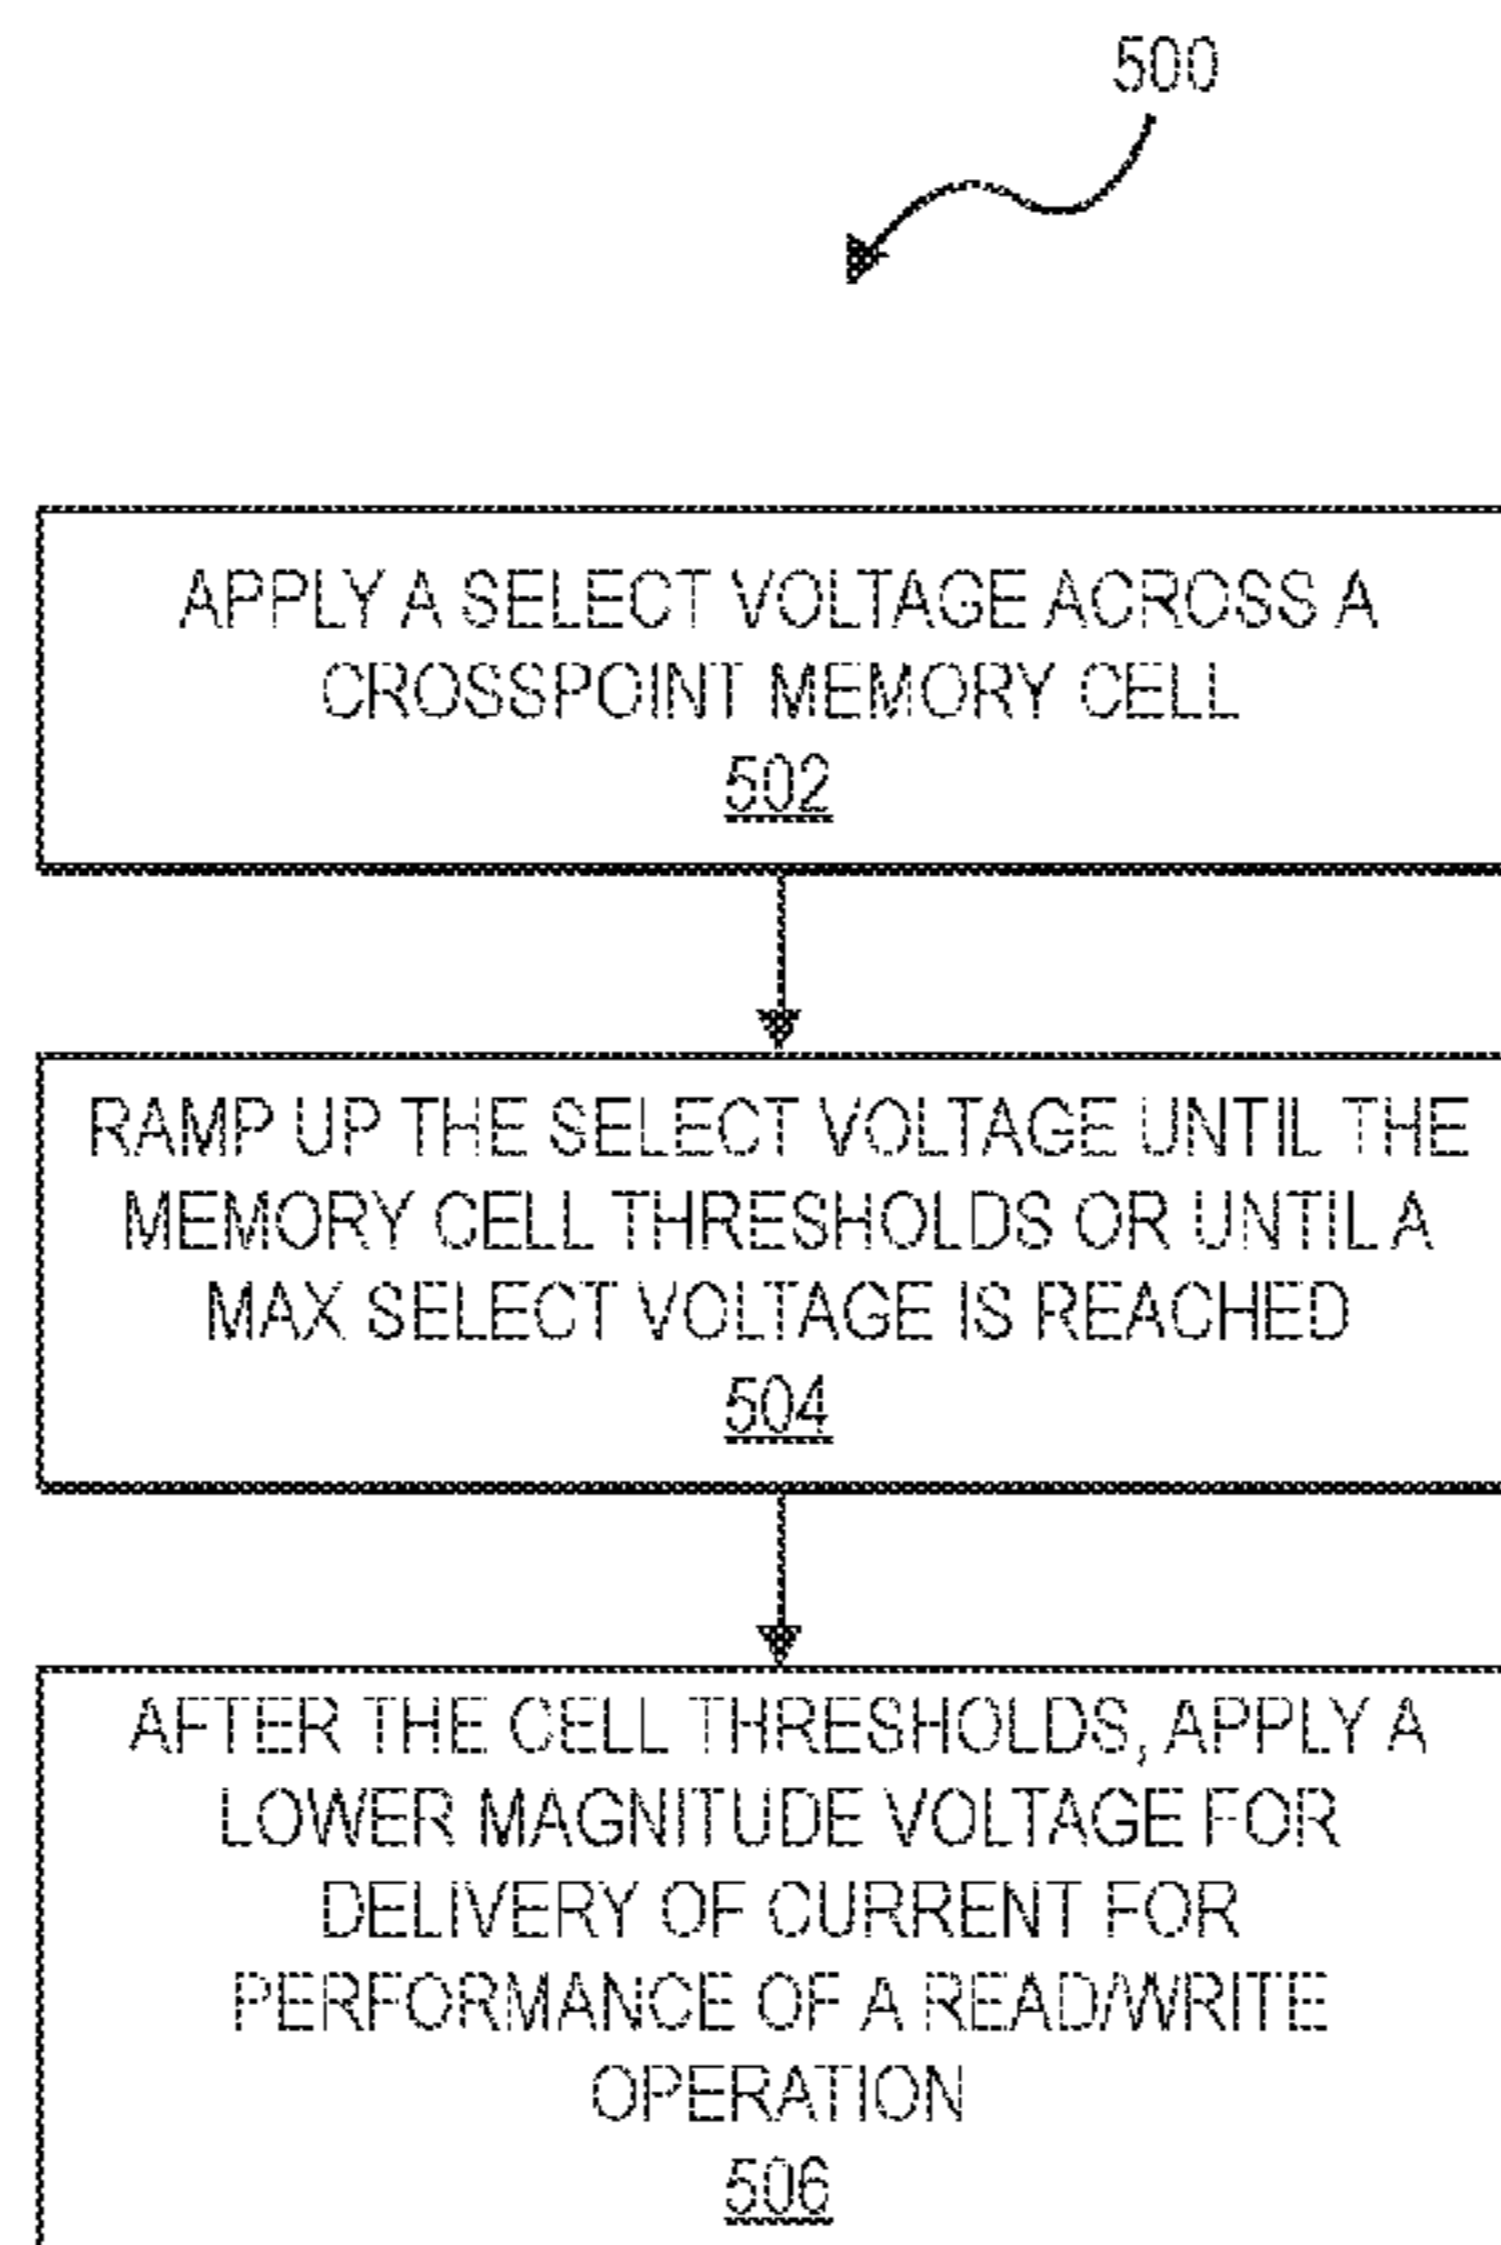 500
APPLY A SELECT VOLTAGE ACROSS A
CROSSPOINT MEMORY CELL
502
RAMP UP THE SELECT VOLTAGE UNTIL THE
MEMORY CELL THRESHOLDS OR UNTIL A
MAX SELECT VOLTAGE IS REACHED
504
AFTER THE CELL THRESHOLDS, APPLY A
LOWER MAGNITUDE VOLTAGE FOR
DELIVERY OF CURRENT FOR
PERFORMANCE OF A READ/WRITE
OPERATION
506